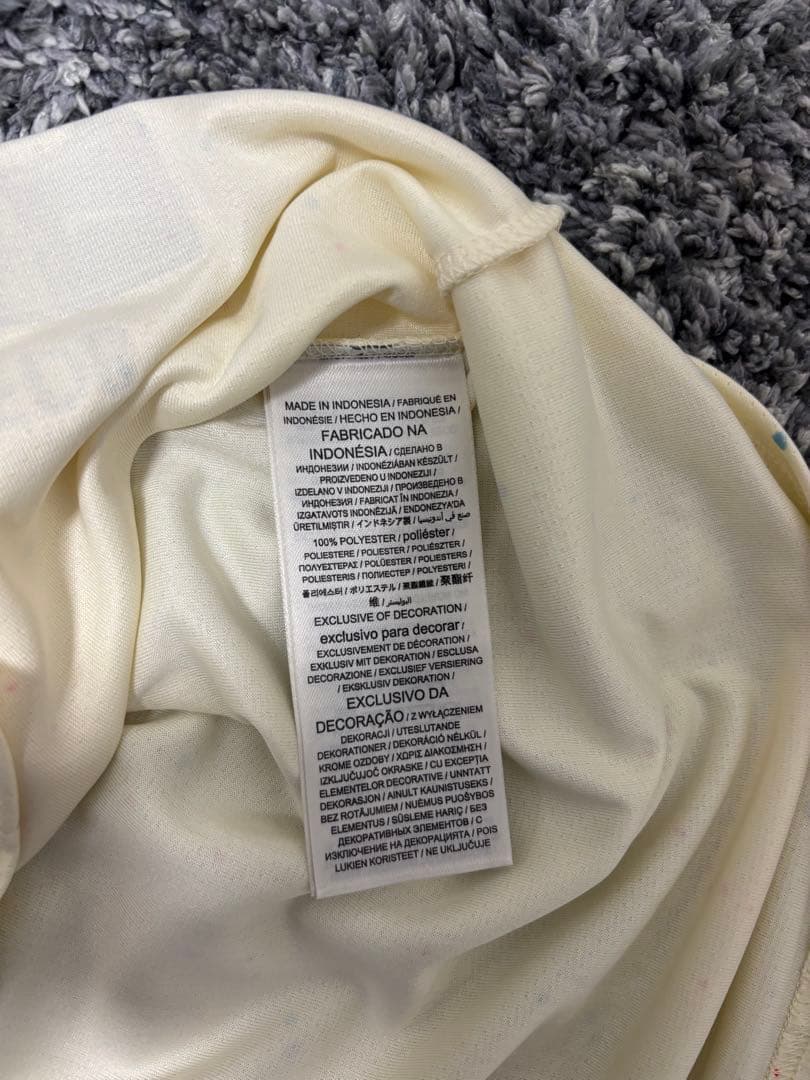 MADE IN INDONESIA / FABRIQUÉ EN
INDONÉSIE / HECHO EN INDONESIA /
FABRICADO NA
INDONÉSIA / СДЕЛАНО В
ИНДОНЕЗИИ / INDONÉZIÁBAN KÉSZÜLT /
PROIZVEDENO U INDONEZIJI /
IZDELANO V INDONEZIJI / ПРОИЗВЕДЕНО В
ИНДОНЕЗИЯ / FABRICAT ÎN INDONEZIA /
IZGATAVOTS INDONĒZIJĀ / ENDONEZYA'DA
ÜRETILMIŞTIR / インドネシア製 / صنع في أندونيسيا
100% POLYESTER / poliéster /
POLIESTERE / POLIESTER / POLIÉSZTER /
ΠΟΛΥΕΣΤΕΡΑΣ / POLÜESTER / POLIESTERS /
POLIESTERIS / ПОЛИЕСТЕР / POLYESTERI /
폴리에스터 / ポリエステル / 聚酯纖維 / 聚酯纤
维 / البوليستر /
EXCLUSIVE OF DECORATION /
exclusivo para decorar /
EXCLUSIVEMENT DE DÉCORATION /
EXKLUSIV MIT DEKORATION / ESCLUSA
DECORAZIONE / EXCLUSIEF VERSIERING
/ EKSKLUSIV DEKORATION /
EXCLUSIVO DA
DECORAÇÃO / Z WYŁĄCZENIEM
DEKORACJI / UTESLUTANDE
DEKORATIONER / DEKORÁCIÓ NÉLKÜL /
KROME OZDOBY / ΧΩΡΙΣ ΔΙΑΚΟΣΜΗΣΗ /
IZKLJUČUJOČ OKRASKE / CU EXCEPȚIA
ELEMENTELOR DECORATIVE / UNNTATT
DEKORASJON / AINULT KAUNISTUSEKS /
BEZ ROTĀJUMIEM / NUĖMUS PUOŠYBOS
ELEMENTUS / SÜSLEME HARIÇ / БЕЗ
ДЕКОРАТИВНЫХ ЭЛЕМЕНТОВ / С
ИЗКЛЮЧЕНИЕ НА ДЕКОРАЦИЯТА / POIS
LUKIEN KORISTEET / NE UKLJUČUJE